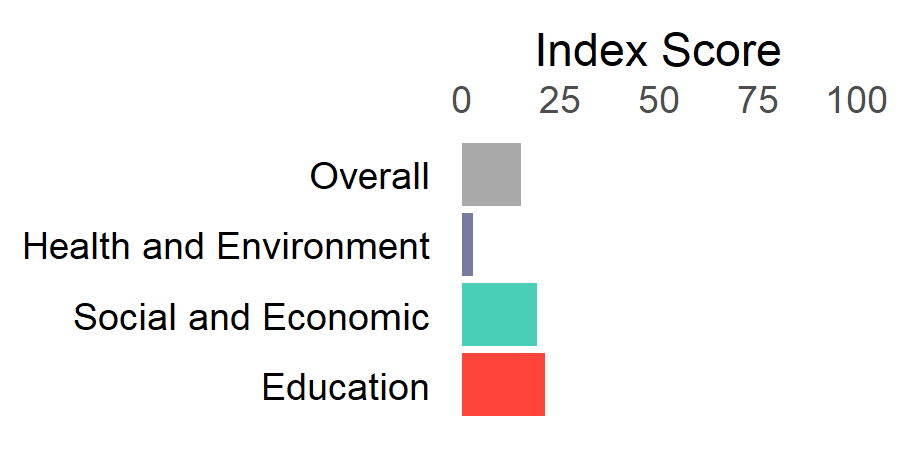 Index Score
0 25 50 75 100
Overall
Health and Environment
Social and Economic
Education